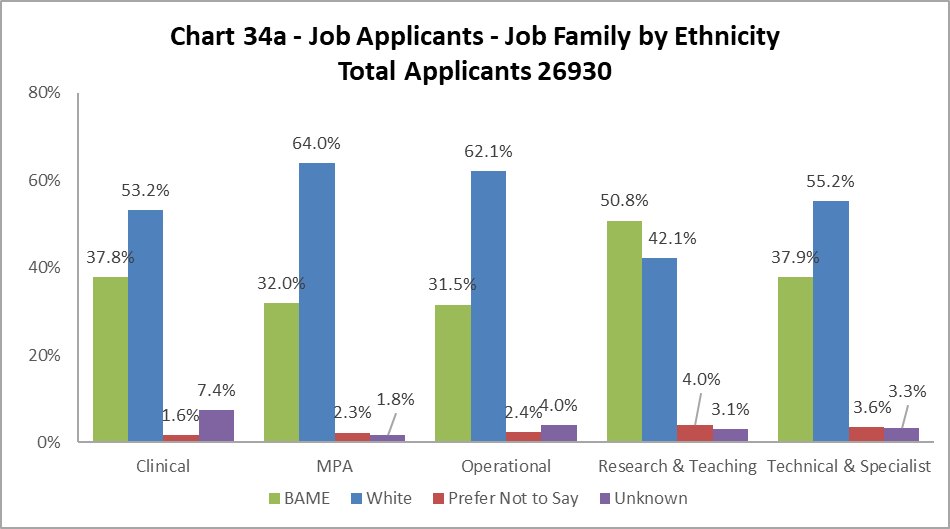 Chart 34a - Job Applicants - Job Family by Ethnicity
Total Applicants 26930
80%
60%
40%
20%
0%
37.8%
53.2%
1.6%
7.4%
32.0%
64.0%
2.3%
1.8%
31.5%
62.1%
2.4%
4.0%
50.8%
42.1%
4.0%
3.1%
37.9%
55.2%
3.6%
3.3%
Clinical
MPA
Operational
Research & Teaching
Technical & Specialist
BAME
White
Prefer Not to Say
Unknown